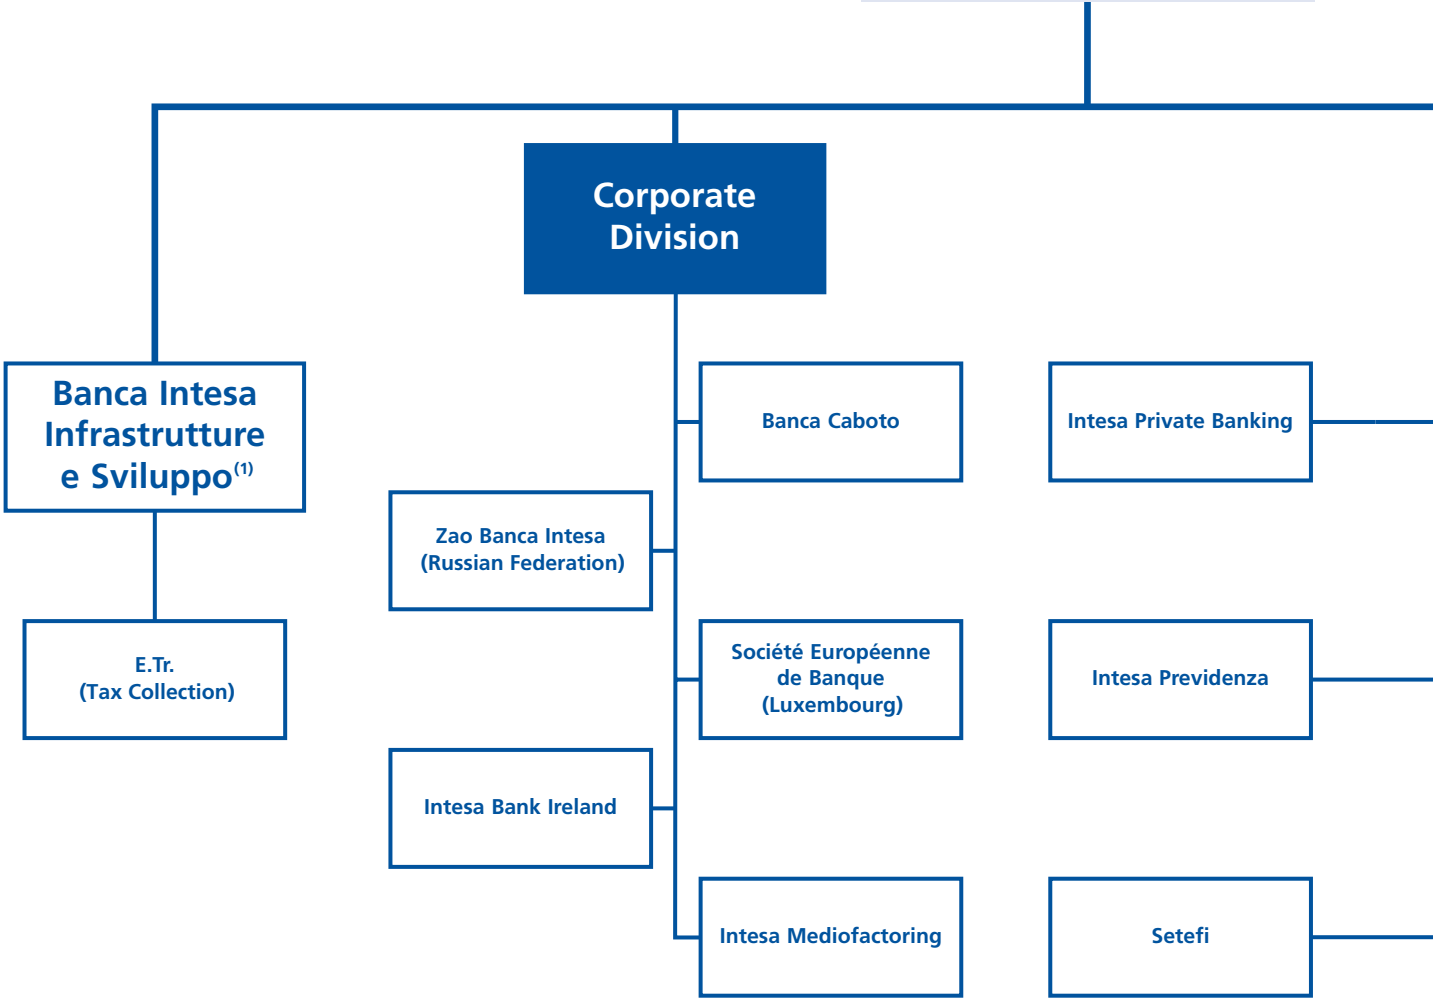 Corporate
Division
Banca Intesa
Infrastrutture
e Sviluppo(1)
Banca Caboto
Intesa Private Banking
Zao Banca Intesa
(Russian Federation)
E.Tr.
(Tax Collection)
Société Européenne
de Banque
(Luxembourg)
Intesa Previdenza
Intesa Bank Ireland
Intesa Mediofactoring
Setefi